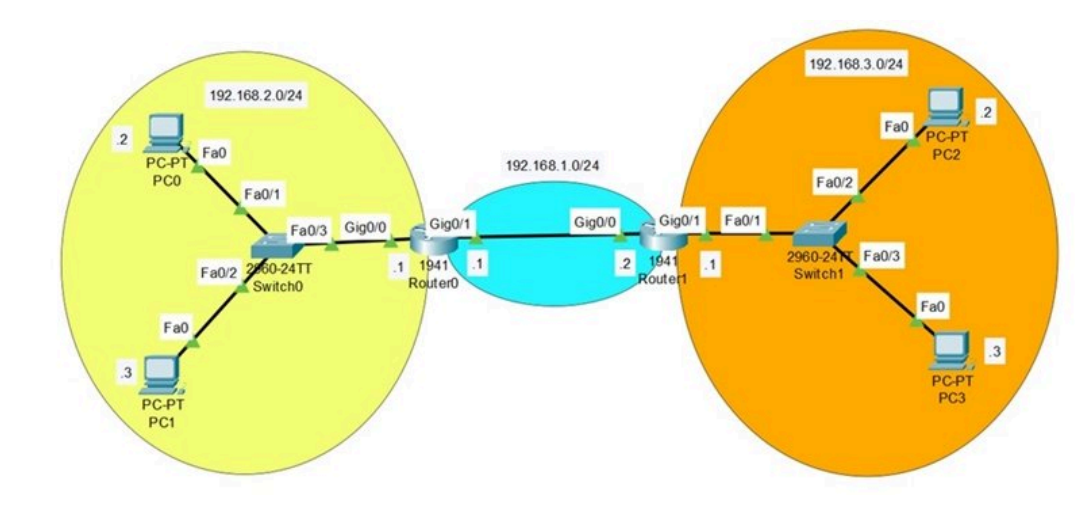 192.168.2.0/24
.2
PC-PT
PC0
Fa0
Fa0/1
Fa0/3
Gig0/0
.1
2960-24TT
Switch0
Fa0/2
Fa0
.3
PC-PT
PC1
192.168.1.0/24
Gig0/1
.1
1941
Router0
Gig0/0
.2
1941
Router1
192.168.3.0/24
Gig0/1
.1
Fa0/1
2960-24TT
Switch1
Fa0/2
Fa0
.2
PC-PT
PC2
Fa0/3
Fa0
.3
PC-PT
PC3